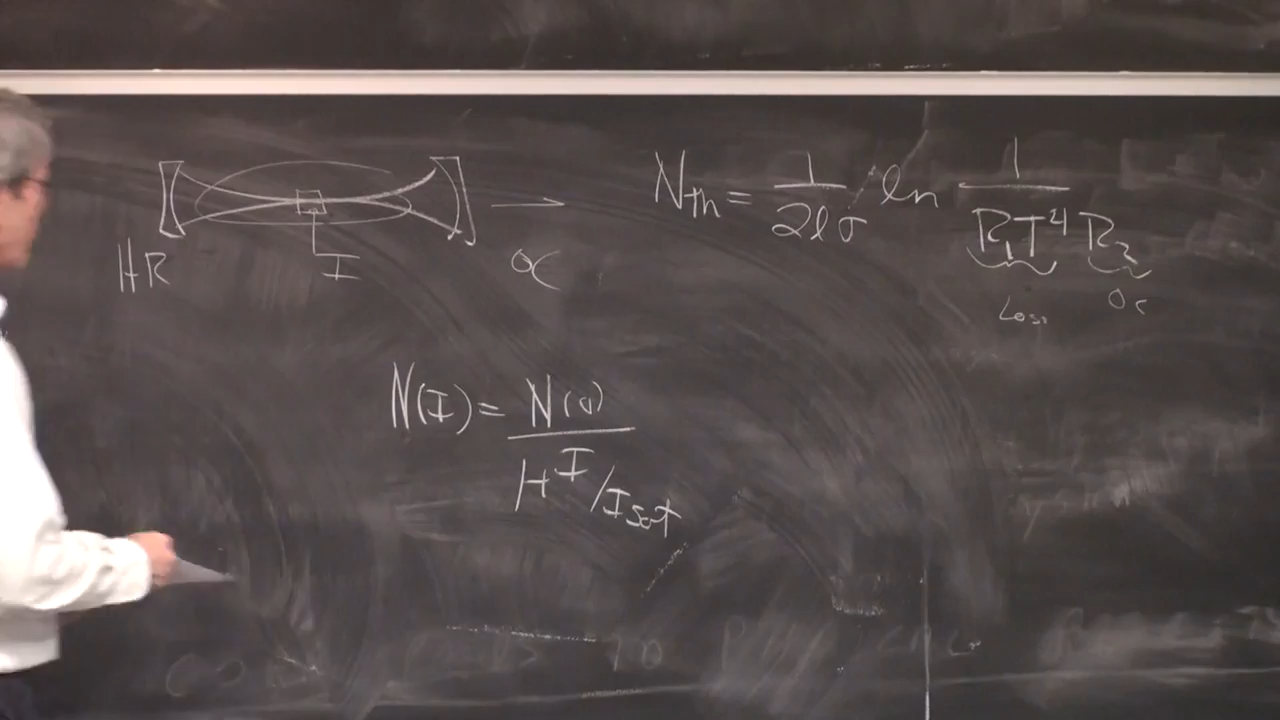 HR I OC
N_th = 1/(2lσ) ln 1/(R_1 T^4 R_2)
Loss OC
N(I) = N(0)/(1+I/I_sat)